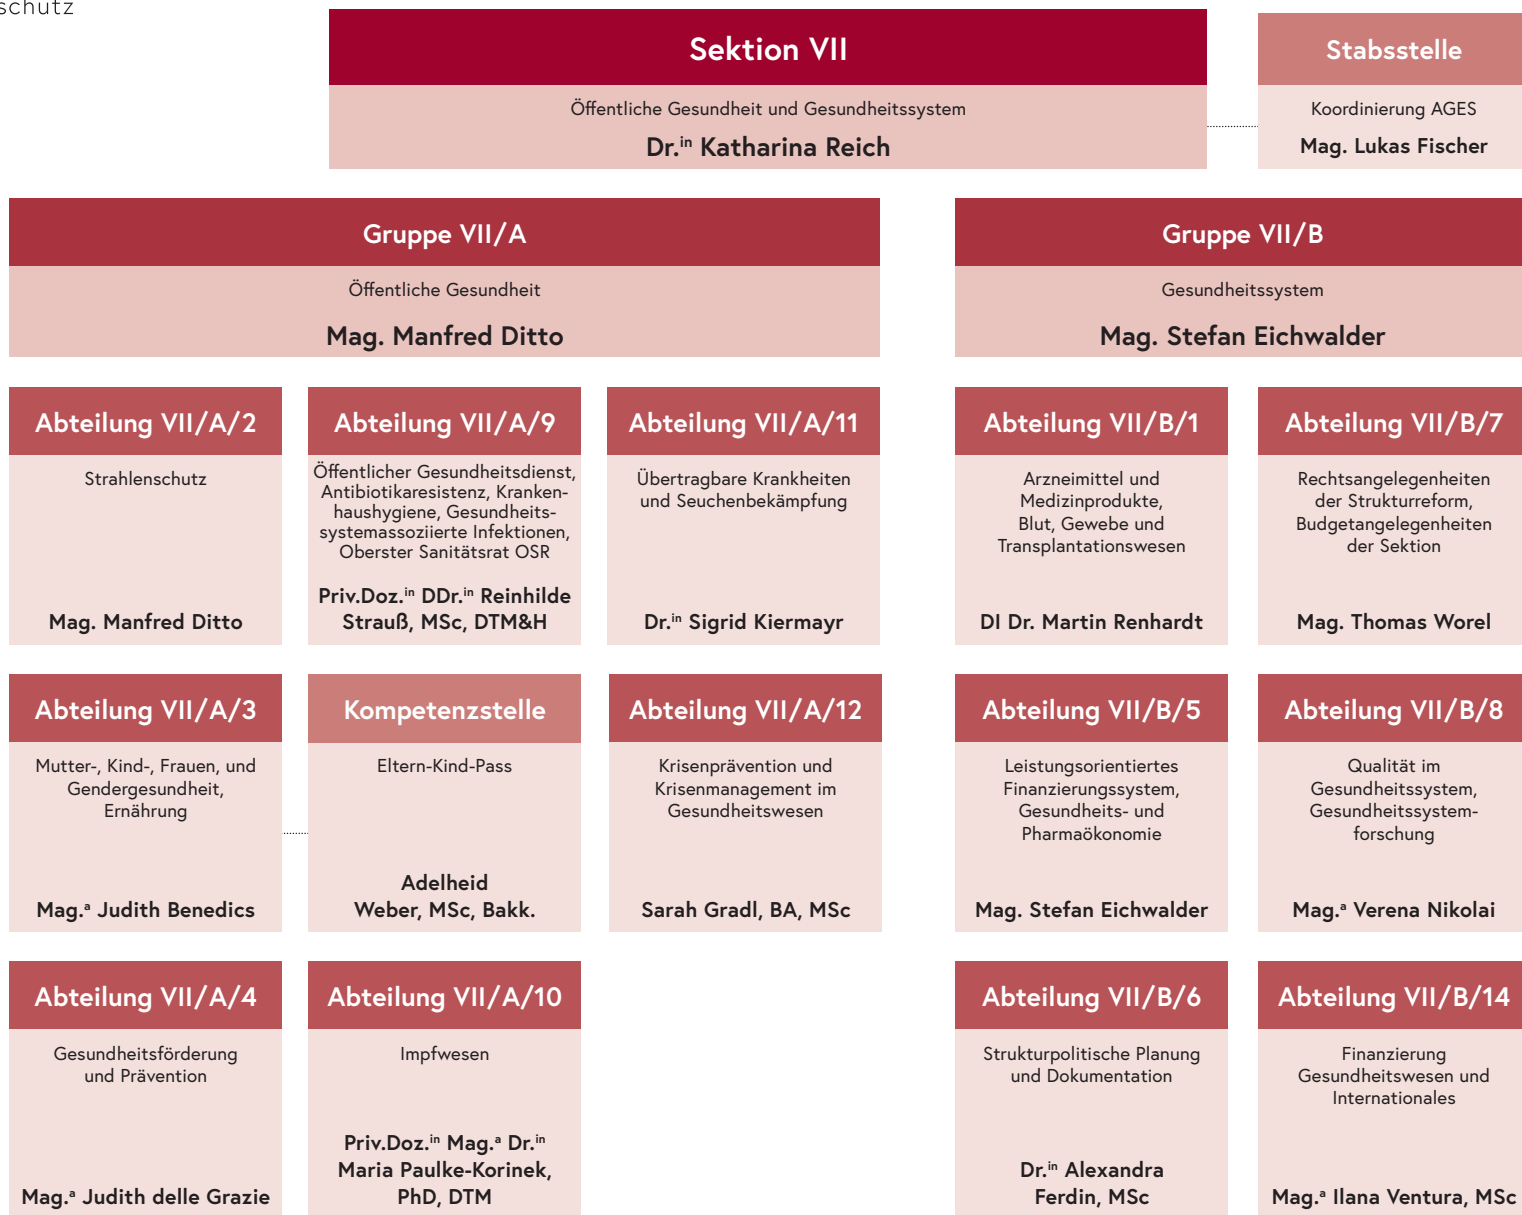 schutz
Sektion VII
Öffentliche Gesundheit und Gesundheitssystem
Dr.ⁱⁿ Katharina Reich
Stabsstelle
Koordinierung AGES
Mag. Lukas Fischer
Gruppe VII/A
Öffentliche Gesundheit
Mag. Manfred Ditto
Gruppe VII/B
Gesundheitssystem
Mag. Stefan Eichwalder
Abteilung VII/A/2
Strahlenschutz
Mag. Manfred Ditto
Abteilung VII/A/9
Öffentlicher Gesundheitsdienst,
Antibiotikaresistenz, Kranken-
haushygiene, Gesundheits-
systemassoziierte Infektionen,
Oberster Sanitätsrat OSR
Priv.Doz.ⁱⁿ DDr.ⁱⁿ Reinhilde
Strauß, MSc, DTM&H
Abteilung VII/A/11
Übertragbare Krankheiten
und Seuchenbekämpfung
Dr.ⁱⁿ Sigrid Kiermayr
Abteilung VII/B/1
Arzneimittel und
Medizinprodukte,
Blut, Gewebe und
Transplantationswesen
DI Dr. Martin Renhardt
Abteilung VII/B/7
Rechtsangelegenheiten
der Strukturreform,
Budgetangelegenheiten
der Sektion
Mag. Thomas Worel
Abteilung VII/A/3
Mutter-, Kind-, Frauen, und
Gendergesundheit,
Ernährung
Mag.ᵃ Judith Benedics
Kompetenzstelle
Eltern-Kind-Pass
Adelheid
Weber, MSc, Bakk.
Abteilung VII/A/12
Krisenprävention und
Krisenmanagement im
Gesundheitswesen
Sarah Gradl, BA, MSc
Abteilung VII/B/5
Leistungsorientiertes
Finanzierungssystem,
Gesundheits- und
Pharmaökonomie
Mag. Stefan Eichwalder
Abteilung VII/B/8
Qualität im
Gesundheitssystem,
Gesundheitssystem-
forschung
Mag.ᵃ Verena Nikolai
Abteilung VII/A/4
Gesundheitsförderung
und Prävention
Mag.ᵃ Judith delle Grazie
Abteilung VII/A/10
Impfwesen
Priv.Doz.ⁱⁿ Mag.ᵃ Dr.ⁱⁿ
Maria Paulke-Korinek,
PhD, DTM
Abteilung VII/B/6
Strukturpolitische Planung
und Dokumentation
Dr.ⁱⁿ Alexandra
Ferdin, MSc
Abteilung VII/B/14
Finanzierung
Gesundheitswesen und
Internationales
Mag.ᵃ Ilana Ventura, MSc